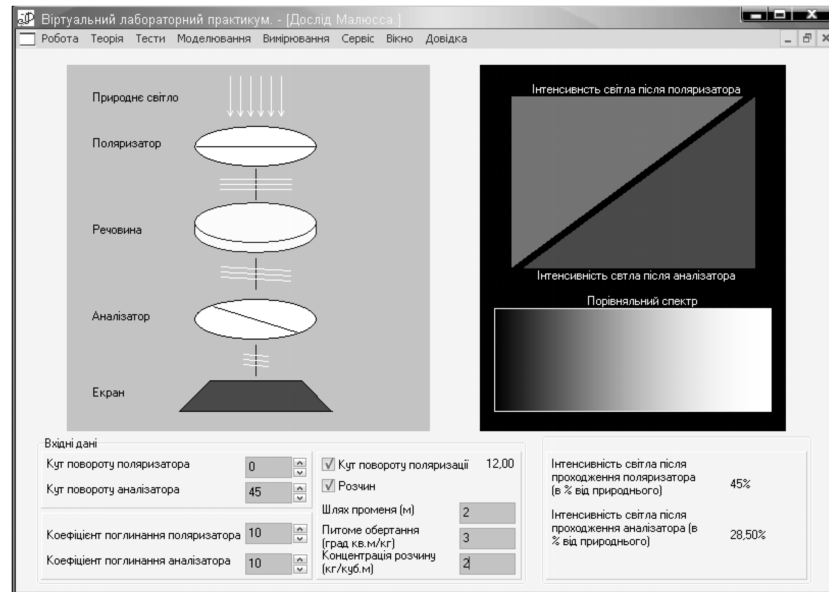 Віртуальний лабораторний практикум. - [Дослід Малюсса.]
Робота Теорія Тести Моделювання Вимірювання Сервіс Вікно Довідка
Природнє світло
Поляризатор
Речовина
Аналізатор
Екран
Інтенсивнсть світла після поляризатора
Інтенсивність світла після аналізатора
Порівняльний спектр
Вхідні дані
Кут повороту поляризатора 0
Кут повороту аналізатора 45
Коефіцієнт поглинання поляризатора 10
Коефіцієнт поглинання аналізатора 10
Кут повороту поляризації 12,00
Розчин
Шлях променя (м) 2
Питоме обертання
(град кв.м/кг) 3
Концентрація розчину
(кг/куб.м) 2
Інтенсивність світла після
проходження поляризатора
(в % від природнього) 45%
Інтенсивність світла після
проходження аналізатора (в
% від природнього) 28,50%